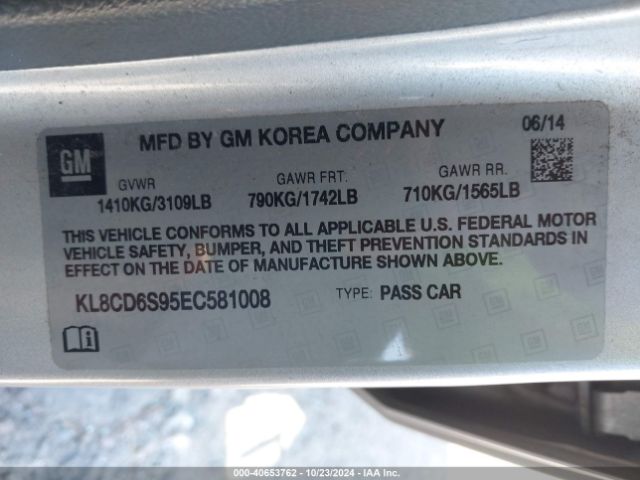 MFD BY GM KOREA COMPANY
06/14
GM
GVWR
1410KG/3109LB
GAWR FRT.
790KG/1742LB
GAWR RR.
710KG/1565LB
THIS VEHICLE CONFORMS TO ALL APPLICABLE U.S. FEDERAL MOTOR
VEHICLE SAFETY, BUMPER, AND THEFT PREVENTION STANDARDS IN
EFFECT ON THE DATE OF MANUFACTURE SHOWN ABOVE.
KL8CD6S95EC581008
TYPE: PASS CAR
000-40653762 - 10/23/2024 - IAA Inc.